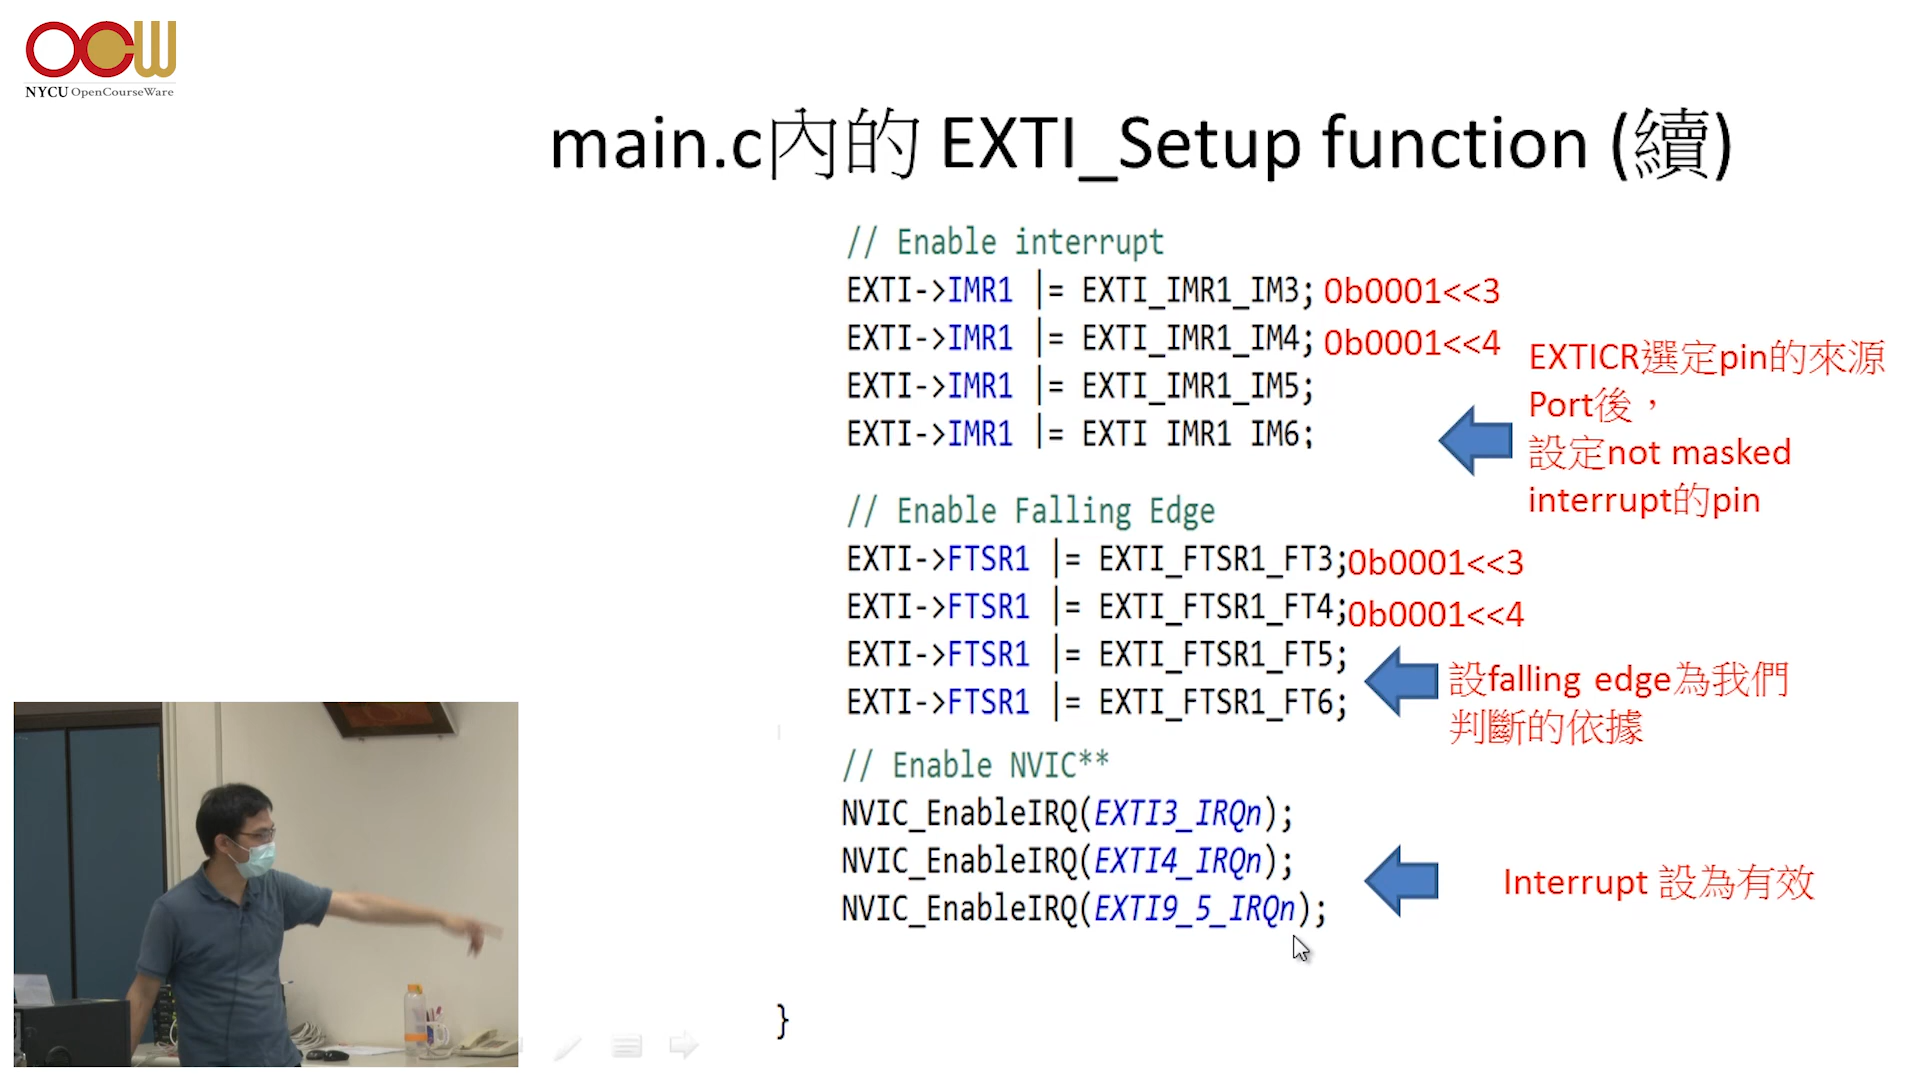 OCW
NYCU OpenCourseWare
main.c內的 EXTI_Setup function (續)
// Enable interrupt
EXTI->IMR1 |= EXTI_IMR1_IM3; 0b0001<<3
EXTI->IMR1 |= EXTI_IMR1_IM4; 0b0001<<4
EXTI->IMR1 |= EXTI_IMR1_IM5;
EXTI->IMR1 |= EXTI IMR1 IM6;
EXTICR選定pin的來源
Port後，
設定not masked
interrupt的pin
// Enable Falling Edge
EXTI->FTSR1 |= EXTI_FTSR1_FT3;0b0001<<3
EXTI->FTSR1 |= EXTI_FTSR1_FT4;0b0001<<4
EXTI->FTSR1 |= EXTI_FTSR1_FT5;
EXTI->FTSR1 |= EXTI_FTSR1_FT6;
設falling edge為我們
判斷的依據
// Enable NVIC**
NVIC_EnableIRQ(EXTI3_IRQn);
NVIC_EnableIRQ(EXTI4_IRQn);
NVIC_EnableIRQ(EXTI9_5_IRQn);
Interrupt 設為有效
}